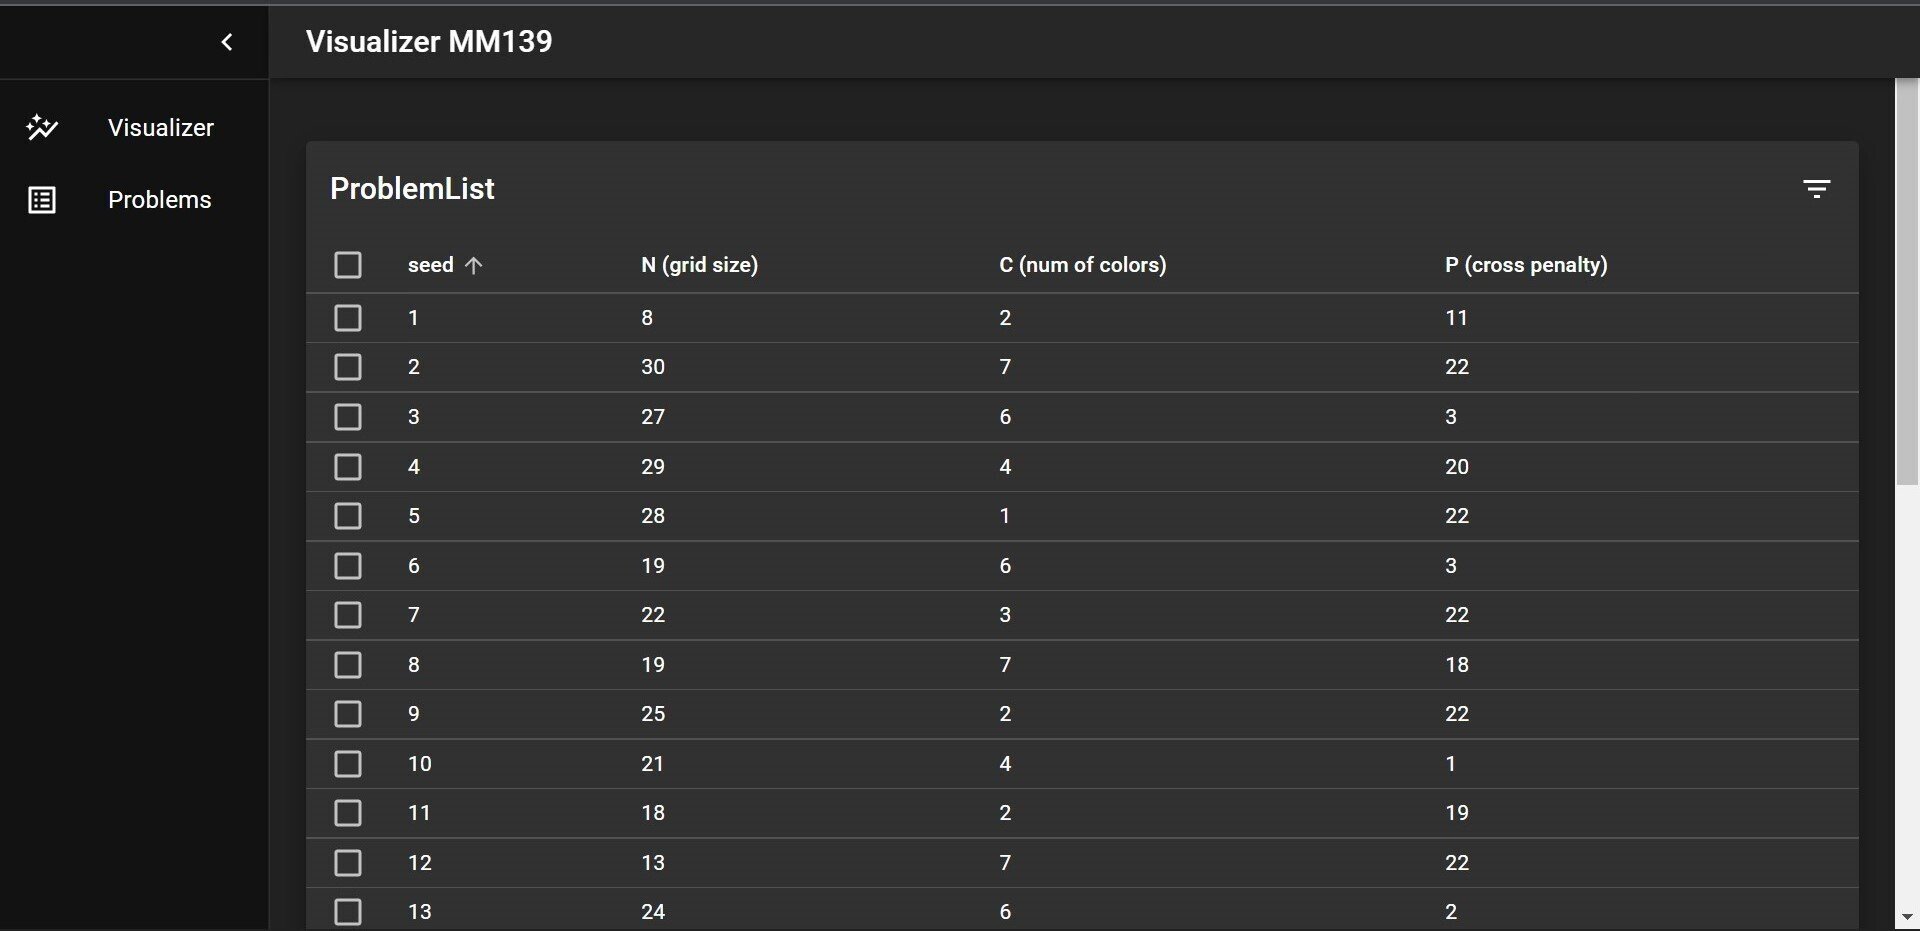 Visualizer MM139
Visualizer
Problems
ProblemList
seed N (grid size) C (num of colors) P (cross penalty)
1 8 2 11
2 30 7 22
3 27 6 3
4 29 4 20
5 28 1 22
6 19 6 3
7 22 3 22
8 19 7 18
9 25 2 22
10 21 4 1
11 18 2 19
12 13 7 22
13 24 6 2